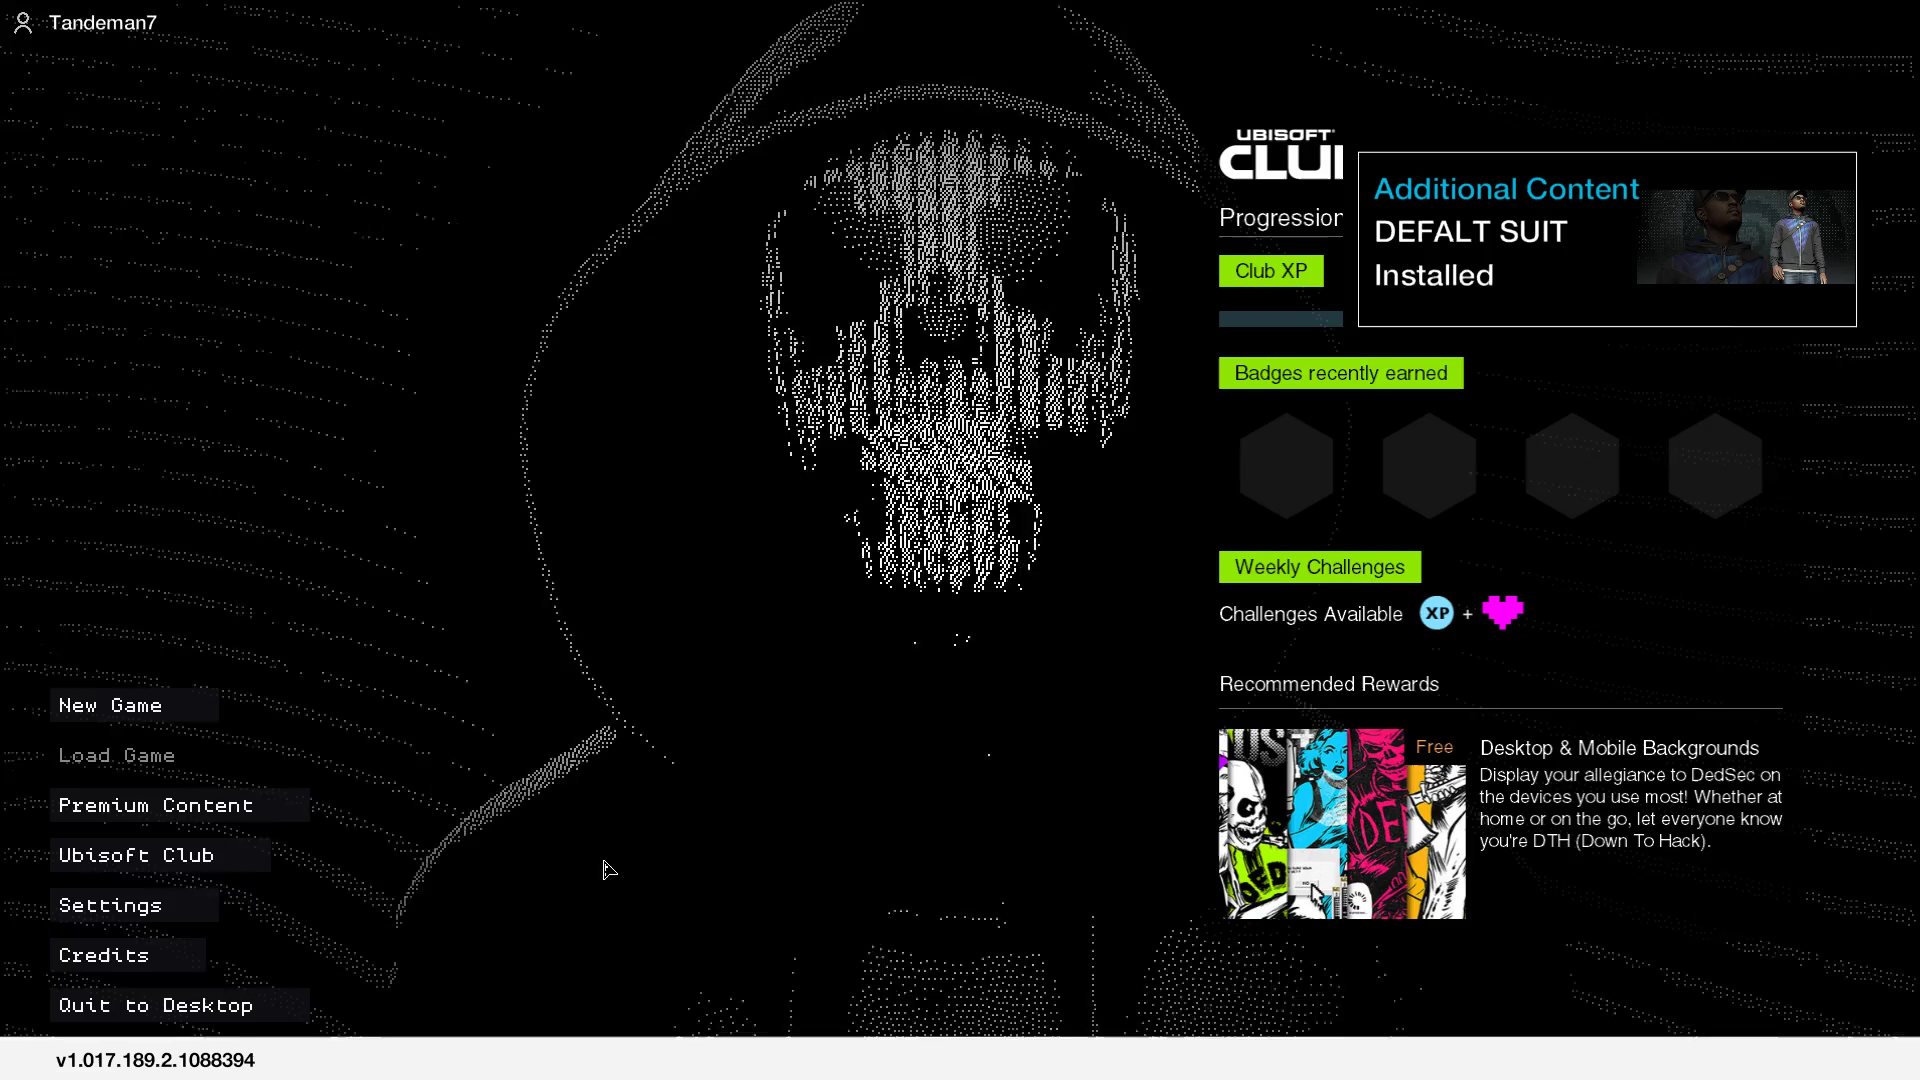 Tandeman7
UBISOFT
CLU
Progression
Club XP
Additional Content
DEFALT SUIT
Installed
Badges recently earned
Weekly Challenges
Challenges Available XP +
Recommended Rewards
Free
Desktop & Mobile Backgrounds
Display your allegiance to DedSec on
the devices you use most! Whether at
home or on the go, let everyone know
you're DTH (Down To Hack).
DED
DE
New Game
Load Game
Premium Content
Ubisoft Club
Settings
Credits
Quit to Desktop
v1.017.189.2.1088394